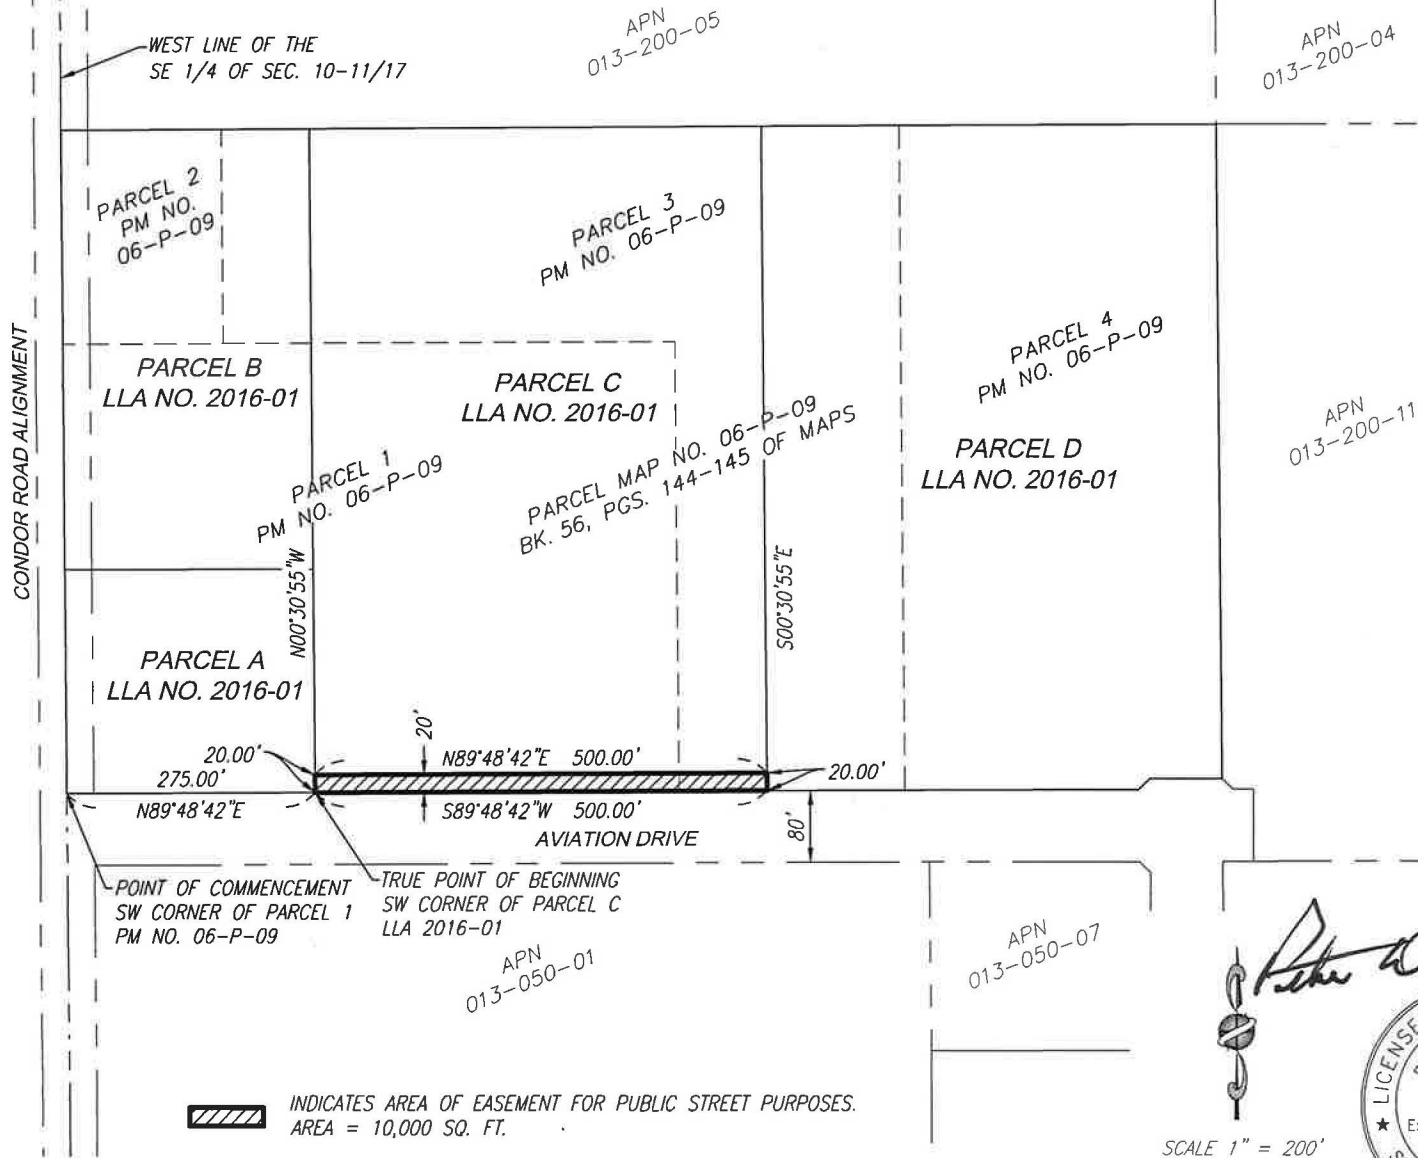 WEST LINE OF THE
SE 1/4 OF SEC. 10-11/17
APN
013-200-05
APN
013-200-04
PARCEL 2
PM NO.
06-P-09
PARCEL 3
PM NO. 06-P-09
PARCEL 4
PM NO. 06-P-09
CONDOR ROAD ALIGNMENT
PARCEL B
LLA NO. 2016-01
PARCEL C
LLA NO. 2016-01
PARCEL 1
PM NO. 06-P-09
PARCEL MAP NO. 06-P-09
BK. 56, PGS. 144-145 OF MAPS
PARCEL D
LLA NO. 2016-01
APN
013-200-11
N00°30'55"W
S00°30'55"E
PARCEL A
LLA NO. 2016-01
20'
20.00'
275.00'
N89°48'42"E
N89°48'42"E 500.00'
20.00'
S89°48'42"W 500.00'
AVIATION DRIVE
80'
POINT OF COMMENCEMENT
SW CORNER OF PARCEL 1
PM NO. 06-P-09
TRUE POINT OF BEGINNING
SW CORNER OF PARCEL C
LLA 2016-01
APN
013-050-01
APN
013-050-07
INDICATES AREA OF EASEMENT FOR PUBLIC STREET PURPOSES.
AREA = 10,000 SQ. FT.
SCALE 1" = 200'